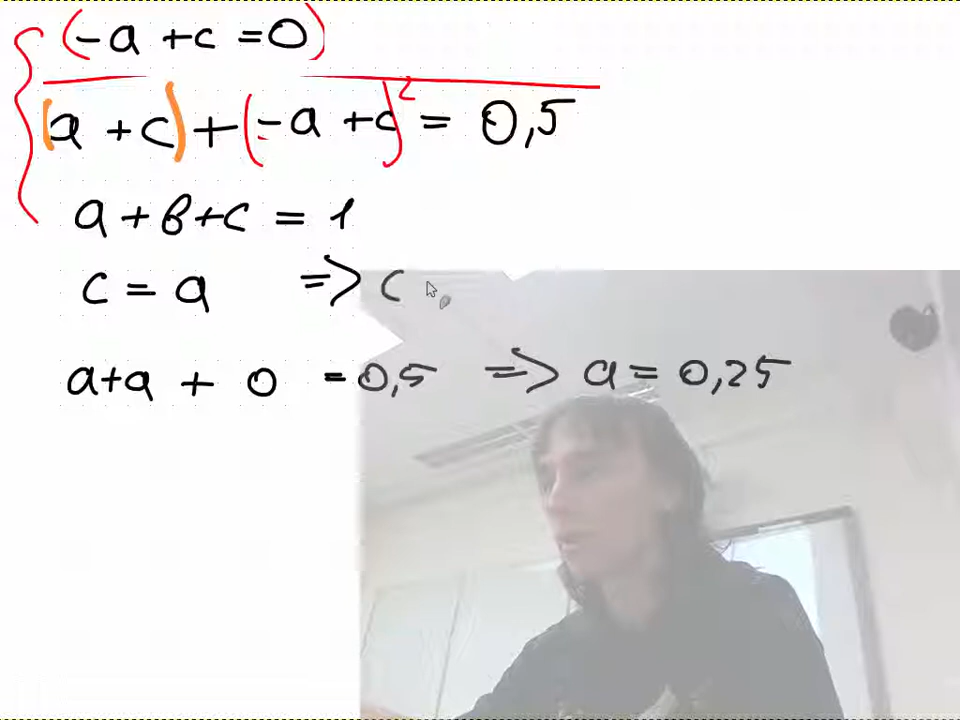 (-a + c = 0)
(a + c) + (-a + c)² = 0,5
a + b + c = 1
c = a => c
a + a + 0 = 0,5 => a = 0,25